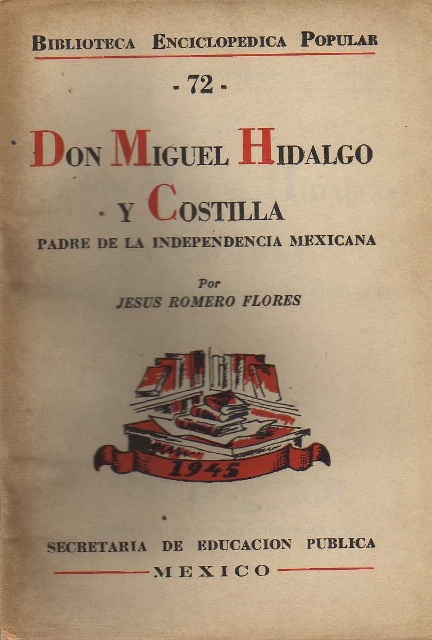 BIBLIOTECA ENCICLOPEDICA POPULAR
- 72 -
DON MIGUEL HIDALGO
Y COSTILLA
PADRE DE LA INDEPENDENCIA MEXICANA
Por
JESUS ROMERO FLORES
1945
SECRETARIA DE EDUCACION PUBLICA
MEXICO